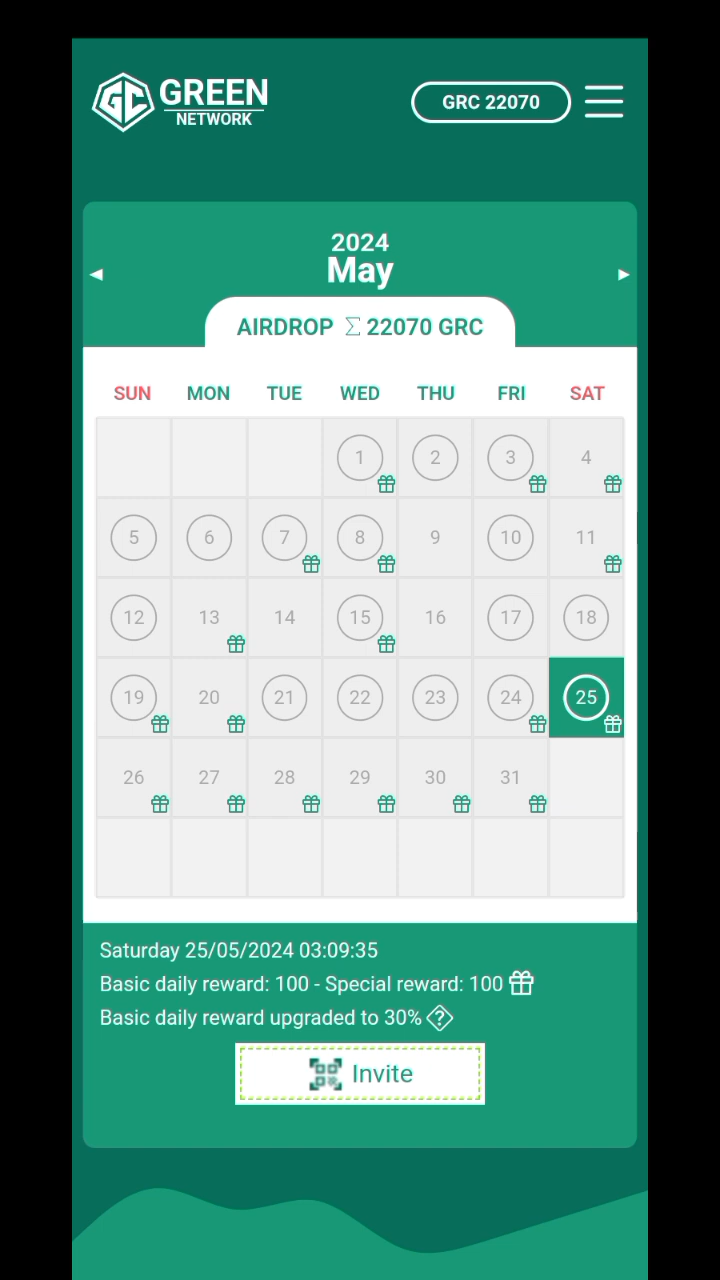 GC GREEN NETWORK
GRC 22070
2024
May
AIRDROP Σ 22070 GRC
SUN MON TUE WED THU FRI SAT
1 2 3 4
5 6 7 8 9 10 11
12 13 14 15 16 17 18
19 20 21 22 23 24 25
26 27 28 29 30 31
Saturday 25/05/2024 03:09:35
Basic daily reward: 100 - Special reward: 100
Basic daily reward upgraded to 30% ?
Invite